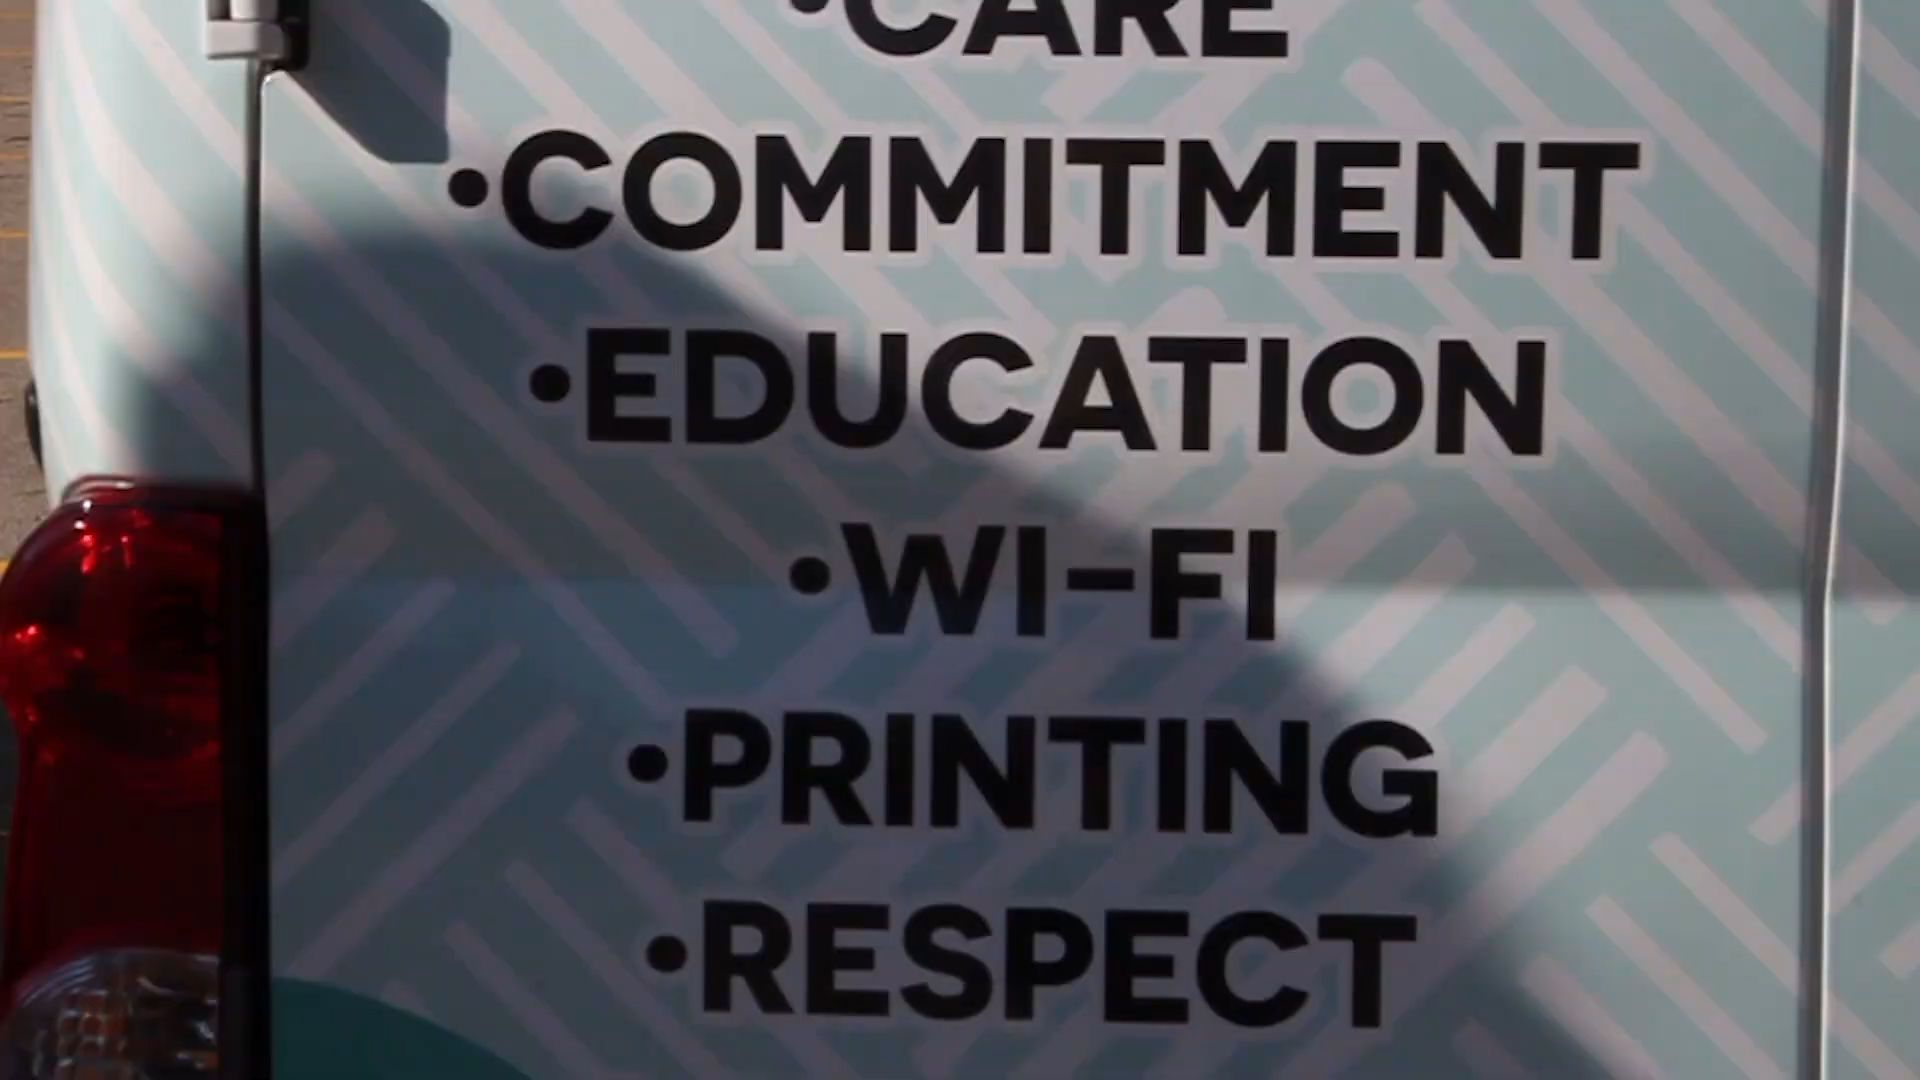 •CARE
•COMMITMENT
•EDUCATION
•WI-FI
•PRINTING
•RESPECT